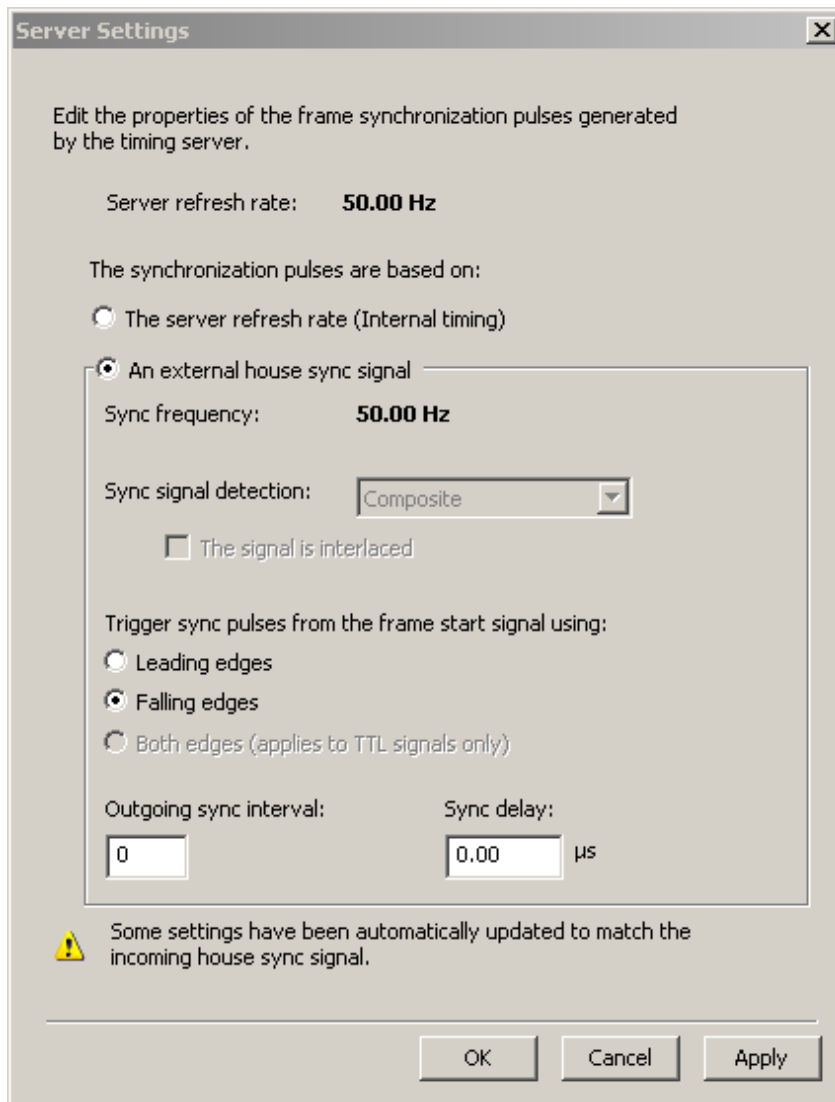 Server Settings
Edit the properties of the frame synchronization pulses generated
by the timing server.
Server refresh rate: 50.00 Hz
The synchronization pulses are based on:
The server refresh rate (Internal timing)
An external house sync signal
Sync frequency: 50.00 Hz
Sync signal detection: Composite
The signal is interlaced
Trigger sync pulses from the frame start signal using:
Leading edges
Falling edges
Both edges (applies to TTL signals only)
Outgoing sync interval: Sync delay:
0 0.00 µs
Some settings have been automatically updated to match the
incoming house sync signal.
OK Cancel Apply